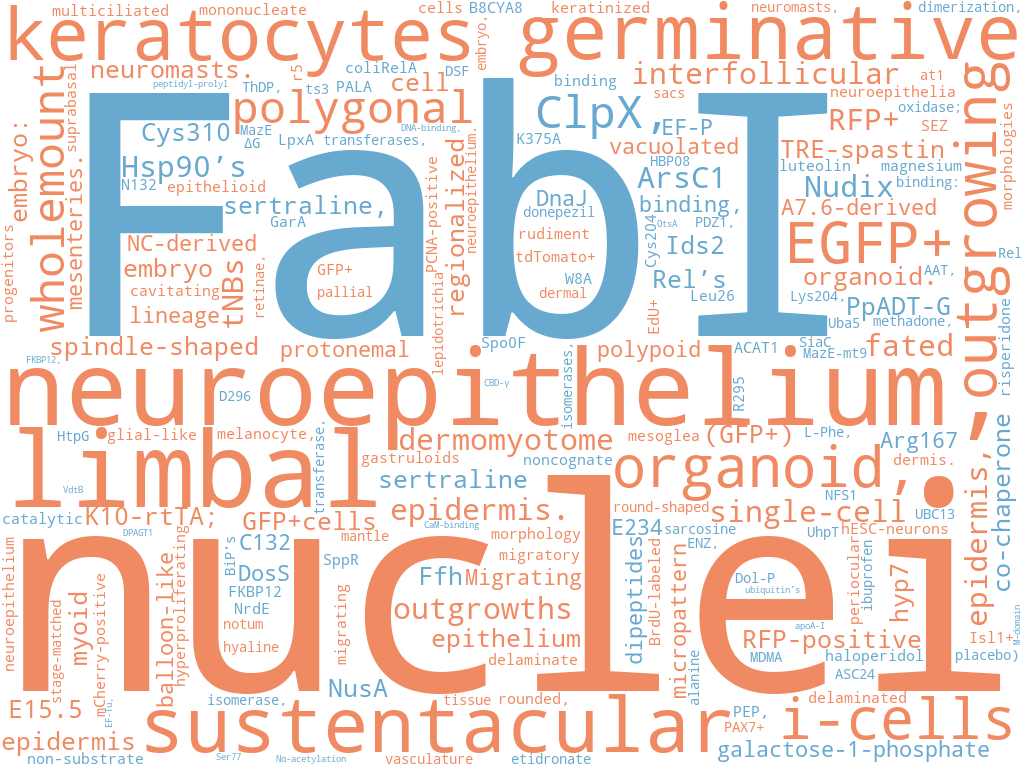 multiciliated mononucleate cells B8CYA8 keratinized neuromasts, dimerization,
keratocytes germinative
embryo,
neuromasts. r5 coliRelA cell DSF binding interfollicular at1
suprabasal peptidyl-prolyl ThDP, ts3 PALA sacs neuroepithelia
polygonal ClpX, RFP+ oxidase;
wholemount embryo: Cys310 MazE ΔG LpxA transferases, DNA-binding, K375A EF-P vacuolated SEZ
outgrowing morphologies
Hsp90’s HBP08 TRE-spastin
N132 epithelioid ArsC1 luteolin magnesium
mesenteries. FabI DnaJ Nudix binding:
sertraline, donepezil binding, A7.6-derived
GarA OtsA PDZ1,
progenitors NC-derived PCNA-positive regionalized neuroepithelium. rudiment Cys204 Ids2 EGFP+
embryo tNBs retinae, GFP+ tdTomato+ Rel’s organoid. AAT, Rel
cavitating pallial W8A dermal Leu26 Lys204,
lineage lepidotrichia EdU+ PpADT-G
Uba5 methadone, risperidone
spindle-shaped protonemal Spo0F isomerases, polypoid ACAT1 SiaC MazE-mt9 fated
FKBP12,
neuroepithelium
D296 CBD-γ R295
HtpG glial-like melanocyte, transferase, dermomyotome mesoglea (GFP+) L-Phe, Arg167 co-chaperone epidermis,
limbal gastruloids noncognate organoid, dermis.
VdtB sertraline NFS1
catalytic K10-rtTA; GFP+cells epidermis. round-shaped single-cell UBC13
DPAGT1 CaM-binding E234 sarcosine UhpT hESC-neurons
nuclei
neuroepithelium hyperproliferating BiP’s C132 mantle morphology ENZ,
balloon-like SppR migratory dipeptides BrdU-labeled micropattern periocular ibuprofen hyp7
DosS Ffh Migrating Dol-P
stage-matched myoid mCherry-positive FKBP12 migrating ubiquitin’s
NrdE outgrowths M-domain
notum apoA-I
hyaline epithelium RFP-positive Isl1+
delaminate MDMA haloperidol placebo)
alanine ASC24
E15.5 EF-Tu, isomerase, NusA tissue rounded, delaminated
sustentacular PEP, i-cells
PAX7+
epidermis galactose-1-phosphate
non-substrate Ser77 Nα-acetylation vasculature etidronate